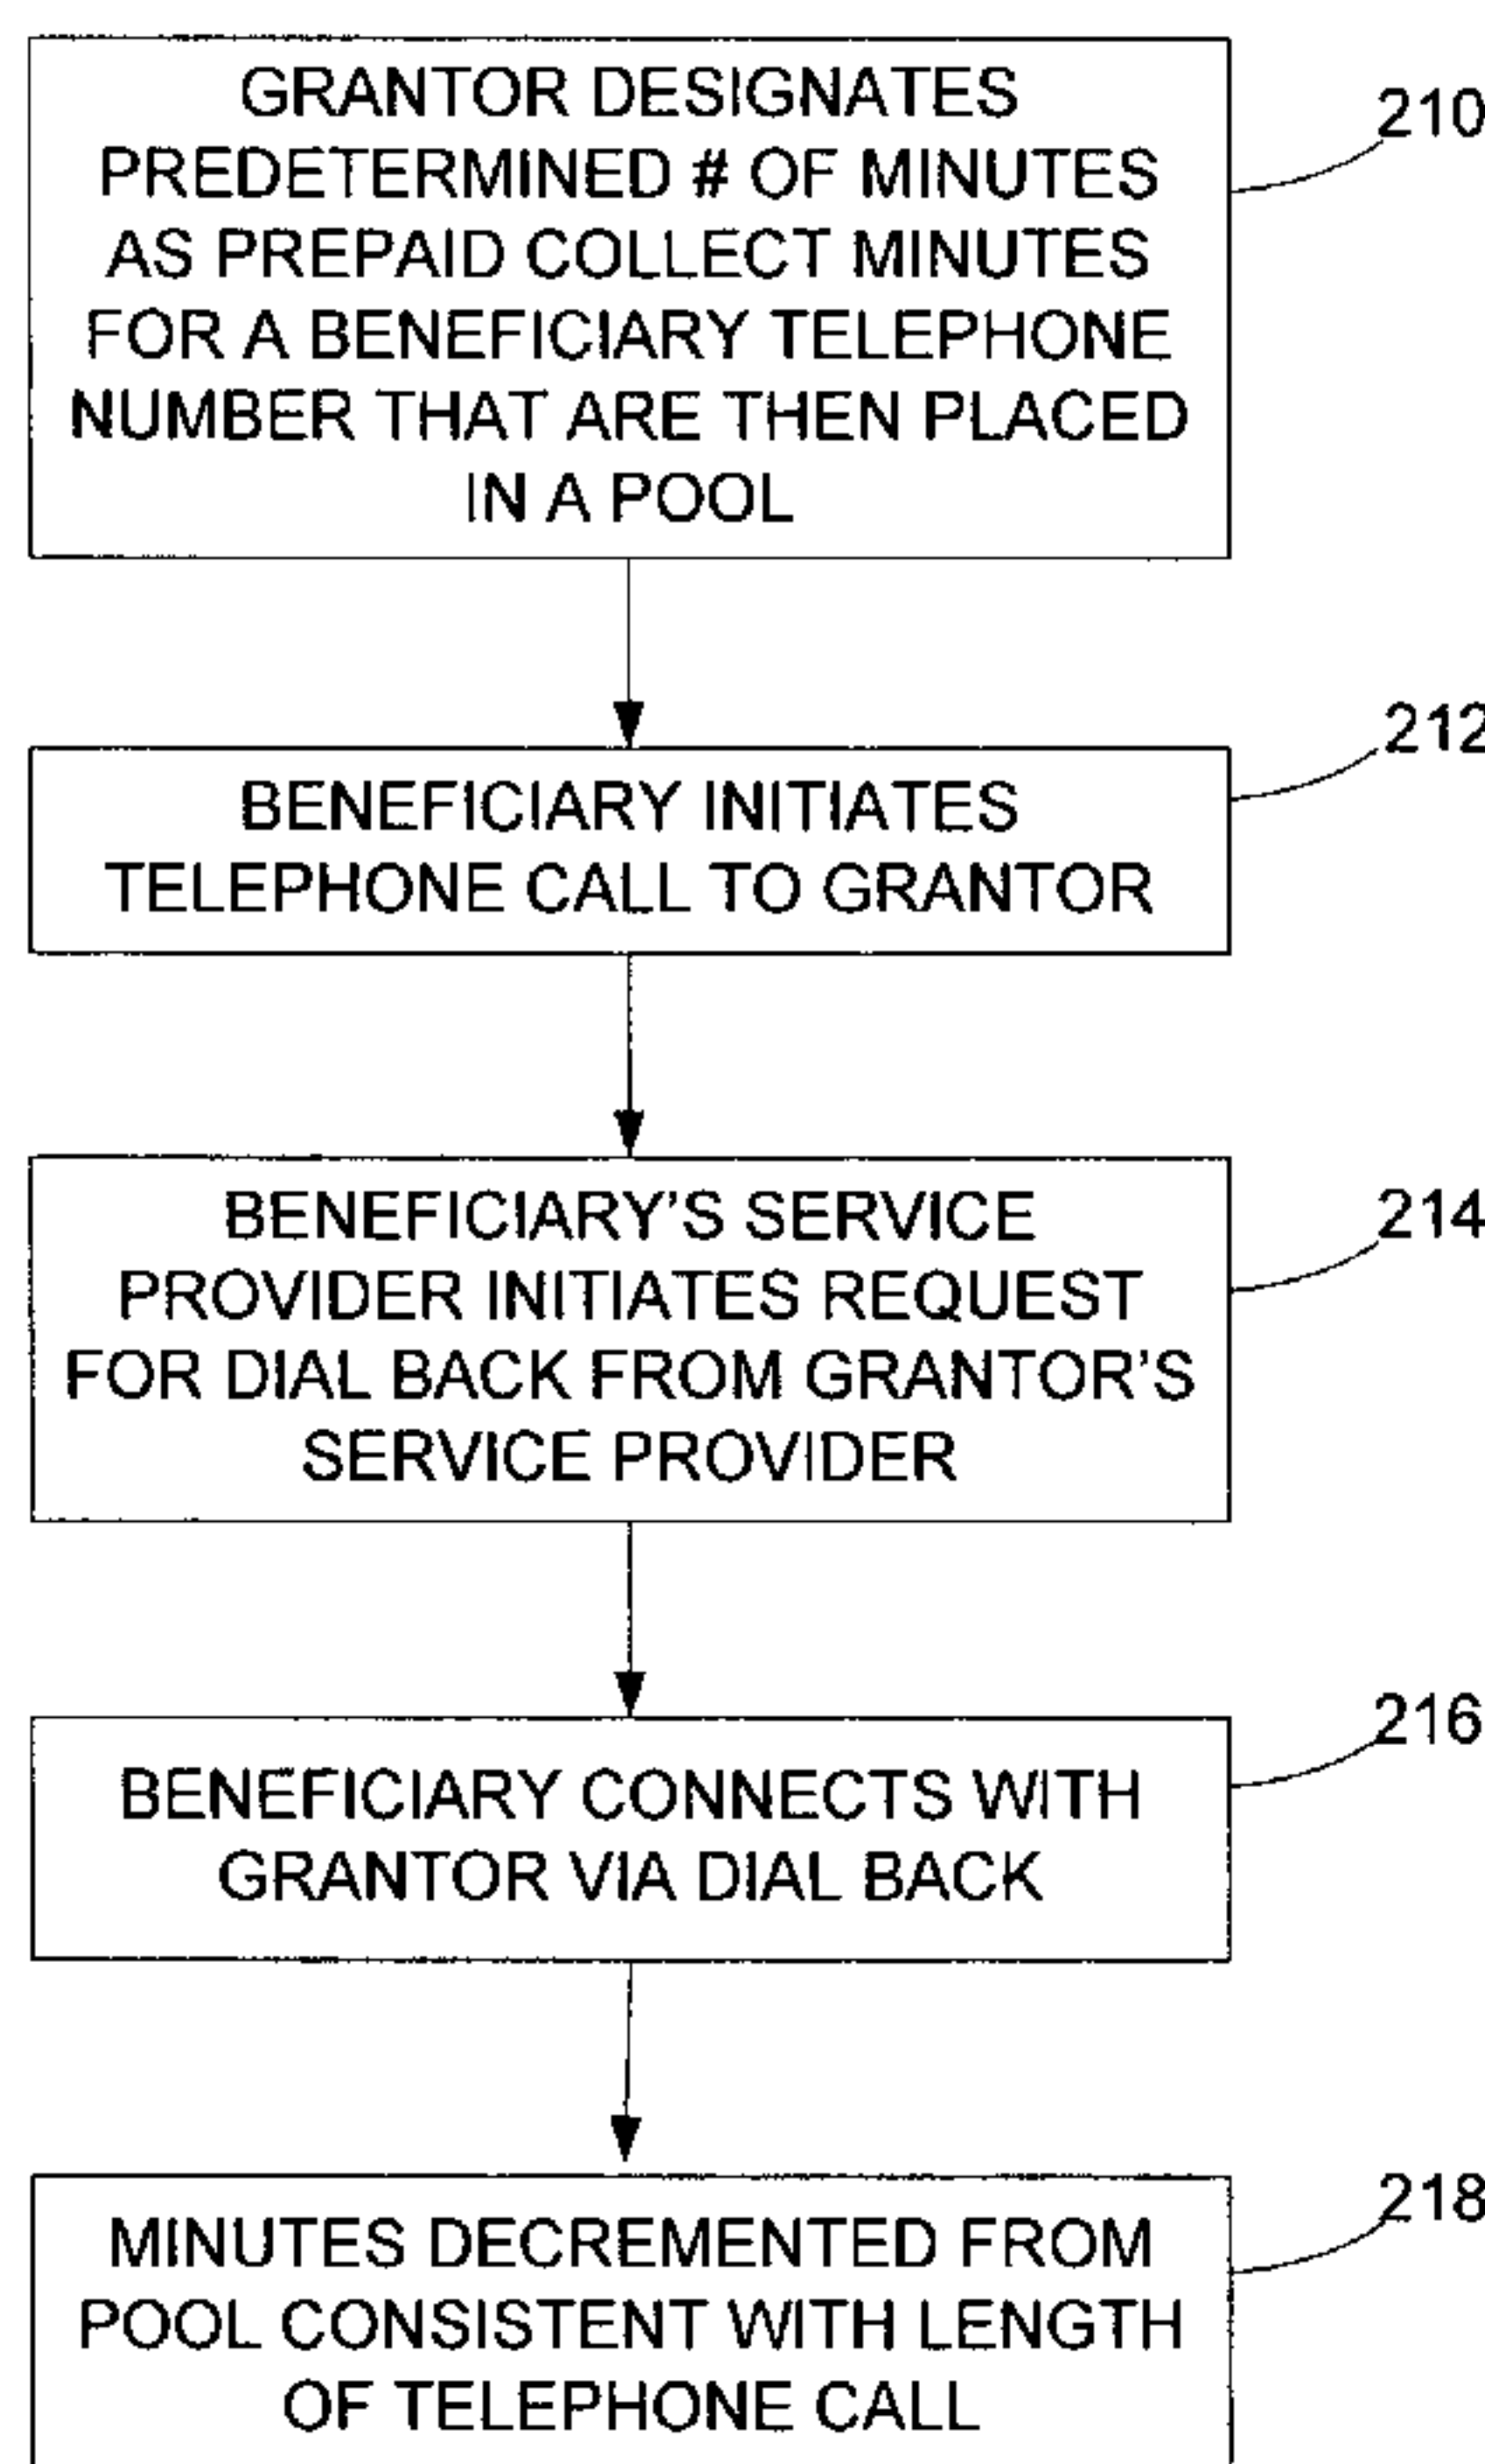 GRANTOR DESIGNATES
PREDETERMINED # OF MINUTES
AS PREPAID COLLECT MINUTES
FOR A BENEFICIARY TELEPHONE
NUMBER THAT ARE THEN PLACED
IN A POOL
210
BENEFICIARY INITIATES
TELEPHONE CALL TO GRANTOR
212
BENEFICIARY'S SERVICE
PROVIDER INITIATES REQUEST
FOR DIAL BACK FROM GRANTOR'S
SERVICE PROVIDER
214
BENEFICIARY CONNECTS WITH
GRANTOR VIA DIAL BACK
216
MINUTES DECREMENTED FROM
POOL CONSISTENT WITH LENGTH
OF TELEPHONE CALL
218